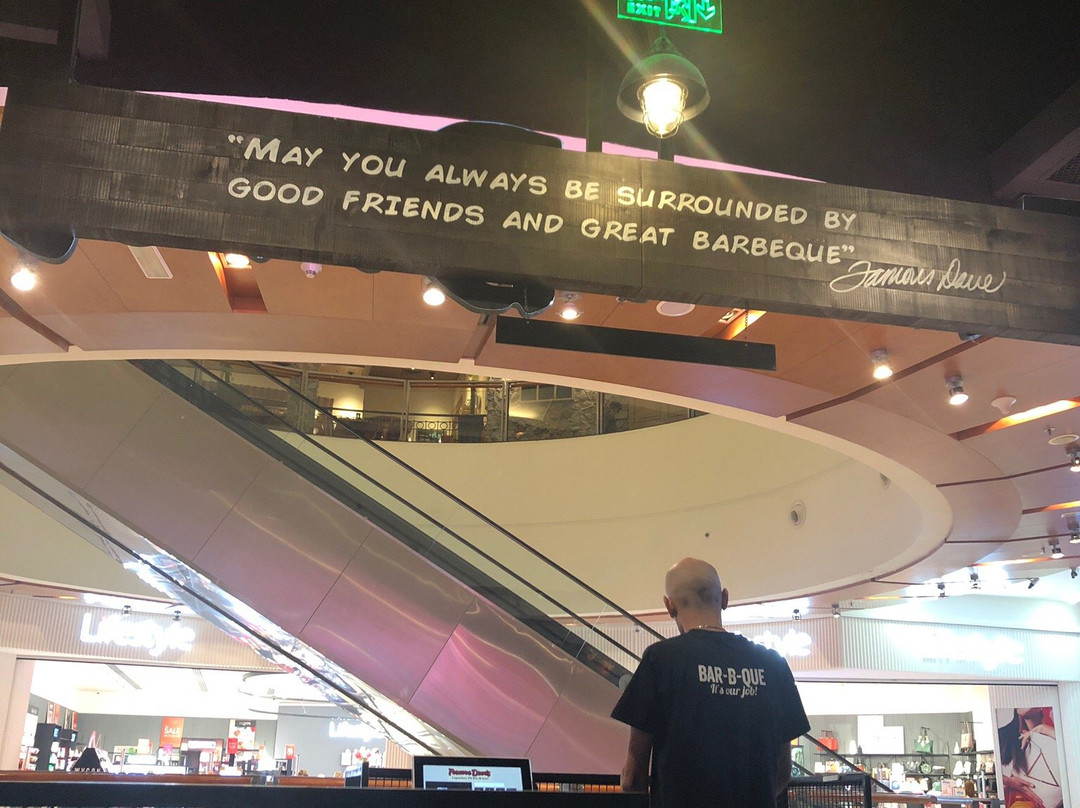 EXIT
“MAY YOU ALWAYS BE SURROUNDED BY
GOOD FRIENDS AND GREAT BARBEQUE”
Famous Dave
BAR-B-QUE
It's our job!
Lifestyle
SALE
Famous Dave's